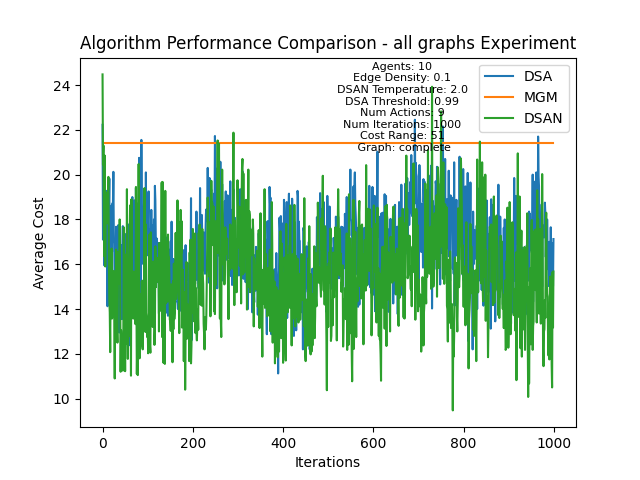 Algorithm Performance Comparison - all graphs Experiment
Agents: 10
Edge Density: 0.1
DSAN Temperature: 2.0
DSA Threshold: 0.99
Num Actions: 9
Num Iterations: 1000
Cost Range: 51
Graph: complete
DSA
MGM
DSAN
Average Cost
24
22
20
18
16
14
12
10
0
200
400
600
800
1000
Iterations